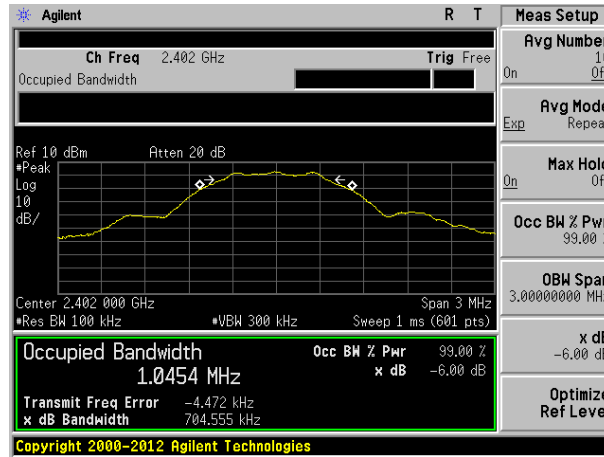 Agilent R T
Meas Setup
Ch Freq 2.402 GHz Trig Free
Occupied Bandwidth
Avg Number
On
Avg Mode
Exp
Max Hold
On
Occ BW % Pwr
99.00
OBW Span
3.00000000
x dB
-6.00
Optimize
Ref Level
Ref 10 dBm Atten 20 dB
#Peak
Log
10
dB/
Center 2.402 000 GHz Span 3 MHz
#Res BW 100 kHz #VBW 300 kHz Sweep 1 ms (601 pts)
Occupied Bandwidth Occ BW % Pwr 99.00 %
1.0454 MHz x dB -6.00 dB
Transmit Freq Error -4.472 kHz
x dB Bandwidth 704.555 kHz
Copyright 2000-2012 Agilent Technologies